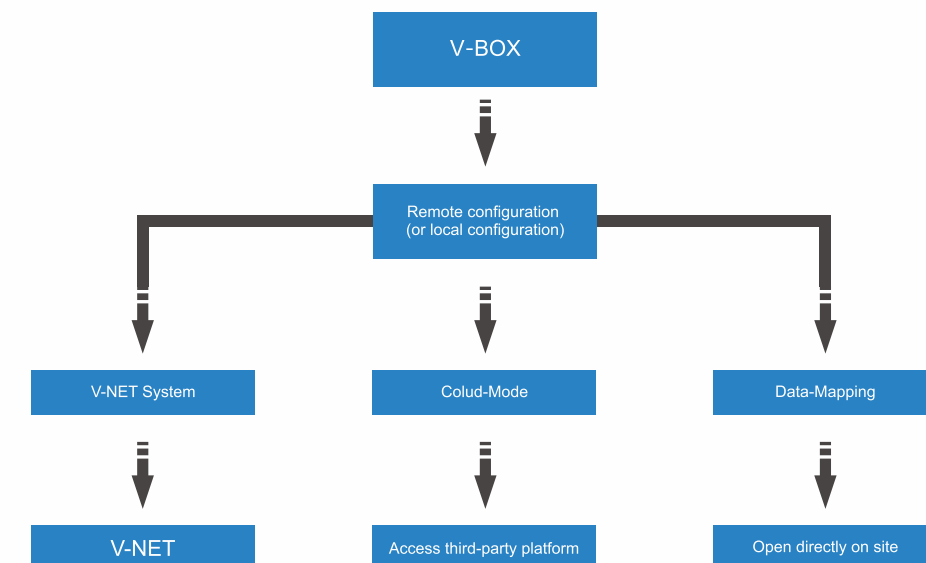 V-BOX
Remote configuration
(or local configuration)
V-NET System
Colud-Mode
Data-Mapping
V-NET
Access third-party platform
Open directly on site